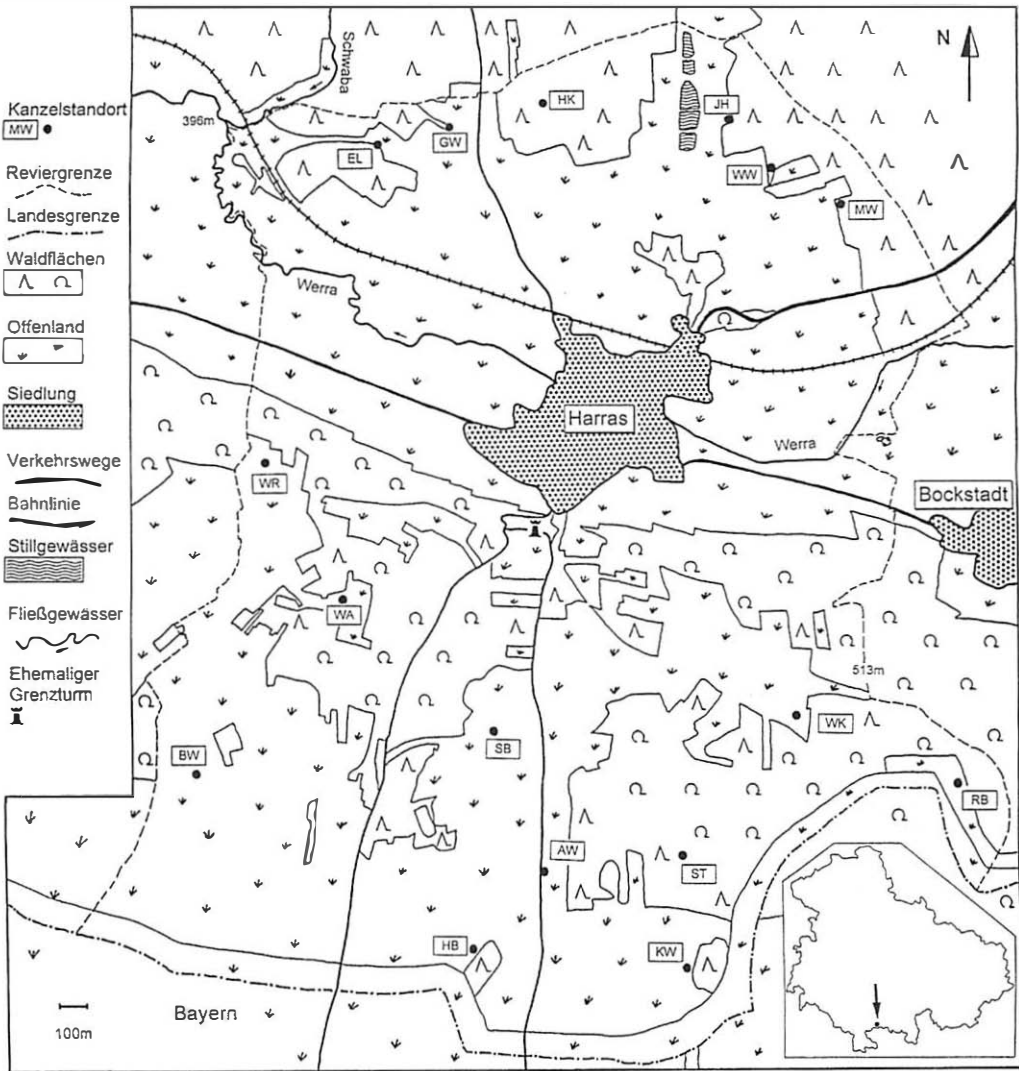 Kanzelstandort
MW
Reviergrenze
Landesgrenze
Waldflächen
Offenland
Siedlung
Verkehrswege
Bahnlinie
Stillgewässer
Fließgewässer
Ehemaliger
Grenzturm
100m
N
Schwaba
396m
HK
JH
GW
EL
WW
MW
Werra
Harras
Werra
Bockstadt
WR
WA
513m
WK
SB
BW
RB
AW
ST
HB
KW
Bayern